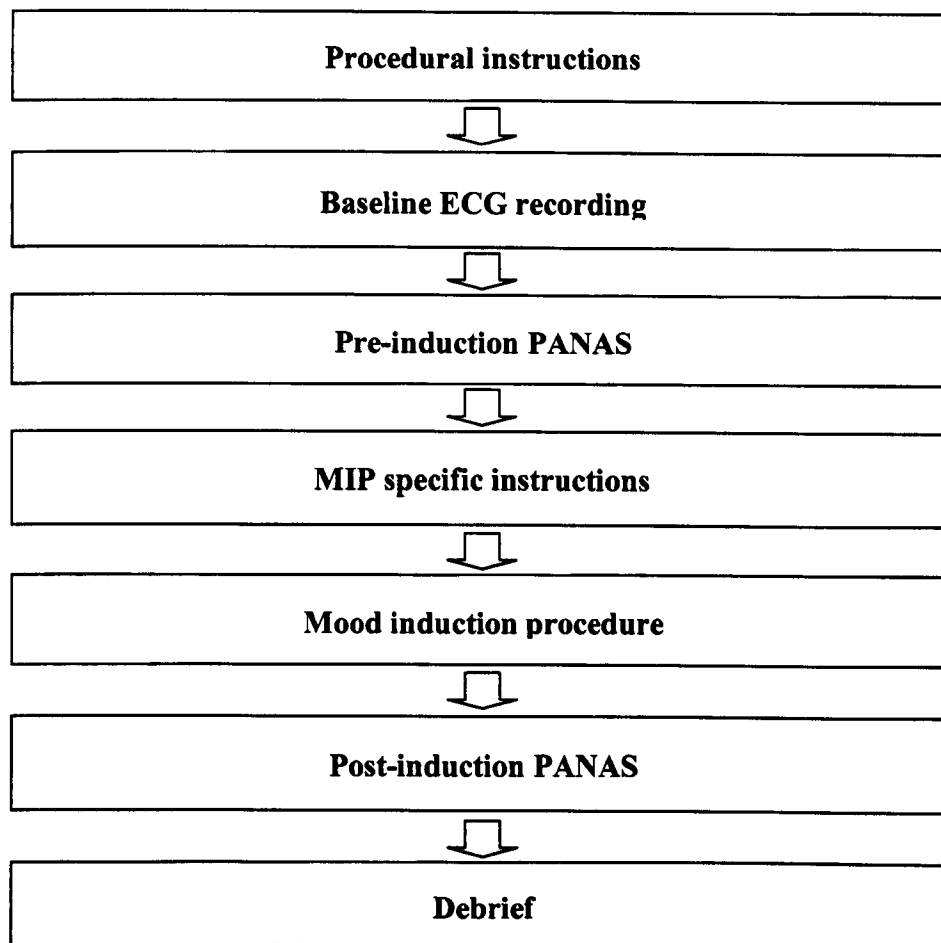 Procedural instructions
Baseline ECG recording
Pre-induction PANAS
MIP specific instructions
Mood induction procedure
Post-induction PANAS
Debrief